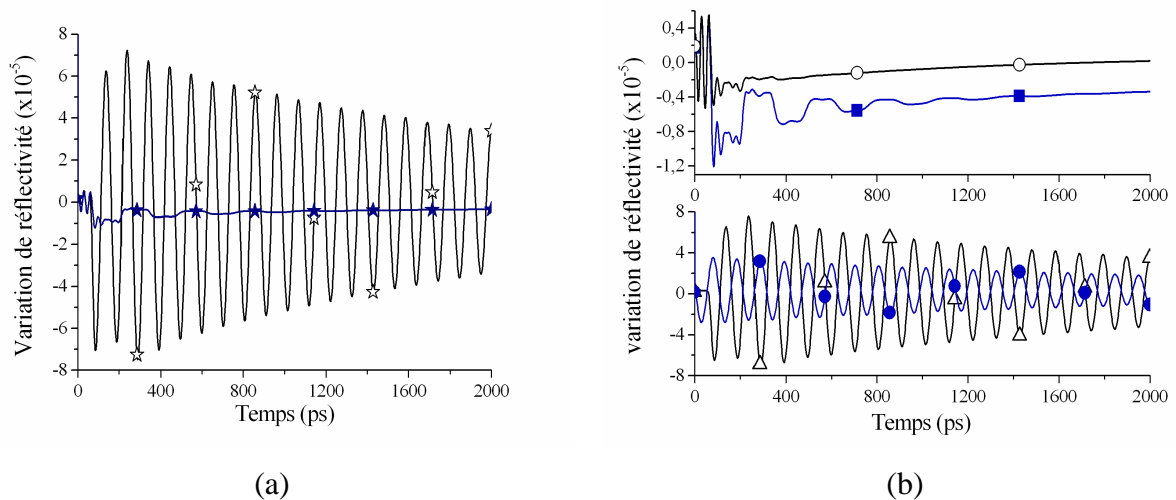 Variation de réflectivité (x10⁻⁵)
8
6
4
2
0
-2
-4
-6
-8
0 400 800 1200 1600 2000
Temps (ps)
(a)
variation de réflectivité (x10⁻⁵)
0,4
0,0
-0,4
-0,8
-1,2
0 400 800 1200 1600 2000
8
4
0
-4
-8
0 400 800 1200 1600 2000
Temps (ps)
(b)